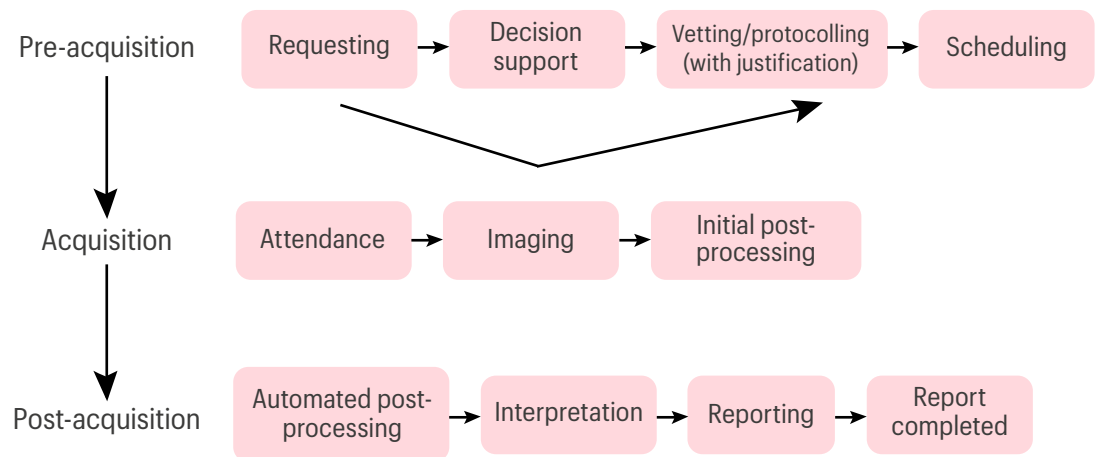 Pre-acquisition
Requesting
Decision
support
Vetting/protocolling
(with justification)
Scheduling
Acquisition
Attendance
Imaging
Initial post-
processing
Post-acquisition
Automated post-
processing
Interpretation
Reporting
Report
completed